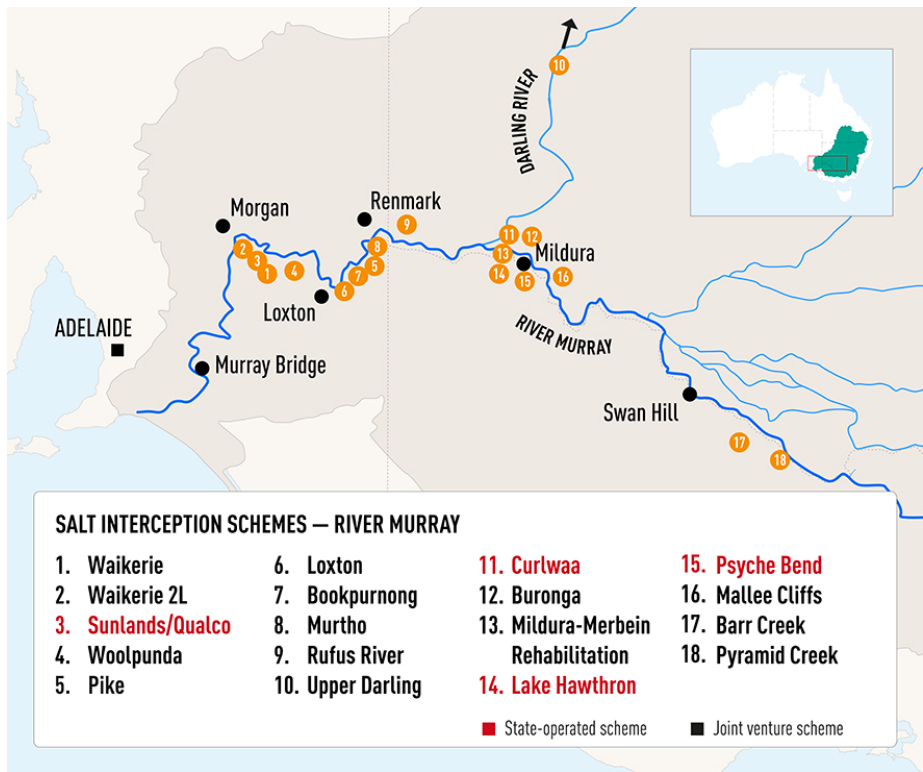 DARLING RIVER
10
Morgan
Renmark
9
11
12
2
3
1
4
8
5
7
6
13
Mildura
14
15
16
Loxton
ADELAIDE
RIVER MURRAY
Murray Bridge
Swan Hill
17
18
SALT INTERCEPTION SCHEMES — RIVER MURRAY
1. Waikerie
2. Waikerie 2L
3. Sunlands/Qualco
4. Woolpunda
5. Pike
6. Loxton
7. Bookpurnong
8. Murtho
9. Rufus River
10. Upper Darling
11. Curlwaa
12. Buronga
13. Mildura-Merbein
Rehabilitation
14. Lake Hawthron
15. Psyche Bend
16. Mallee Cliffs
17. Barr Creek
18. Pyramid Creek
State-operated scheme
Joint venture scheme